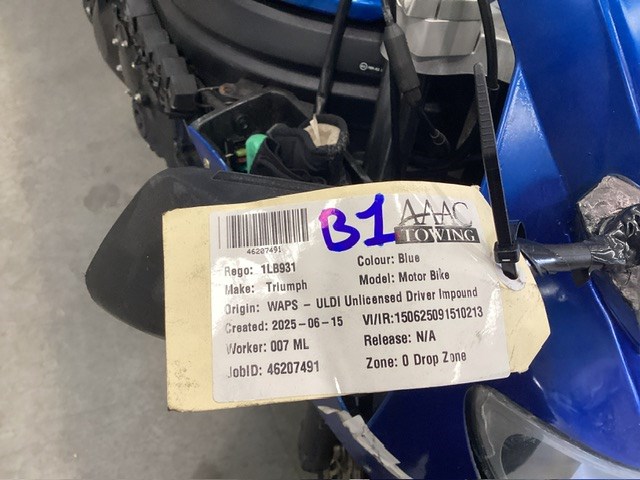 B1
AAAC
TOWING
46207491
Rego: 1LB931
Colour: Blue
Make: Triumph
Model: Motor Bike
Origin: WAPS - ULDI Unlicensed Driver Impound
Created: 2025-06-15
VI/IR:150625091510213
Worker: 007 ML
Release: N/A
JobID: 46207491
Zone: 0 Drop Zone